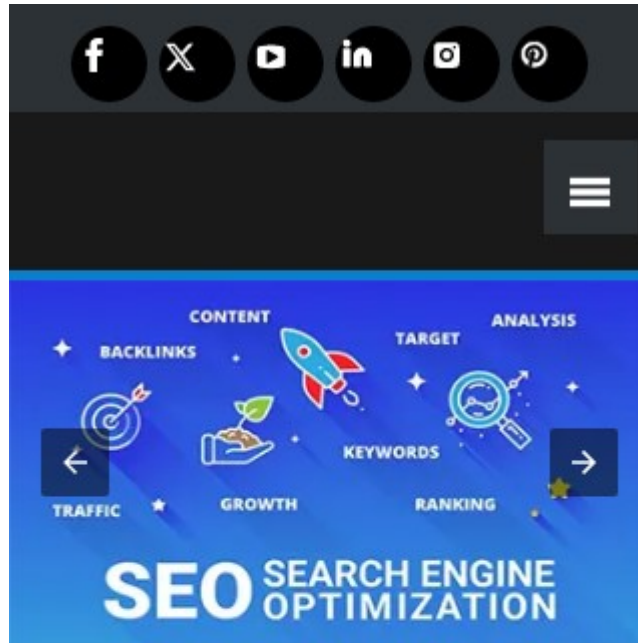 CONTENT
ANALYSIS
TARGET
BACKLINKS
KEYWORDS
TRAFFIC
GROWTH
RANKING
SEO SEARCH ENGINE
OPTIMIZATION